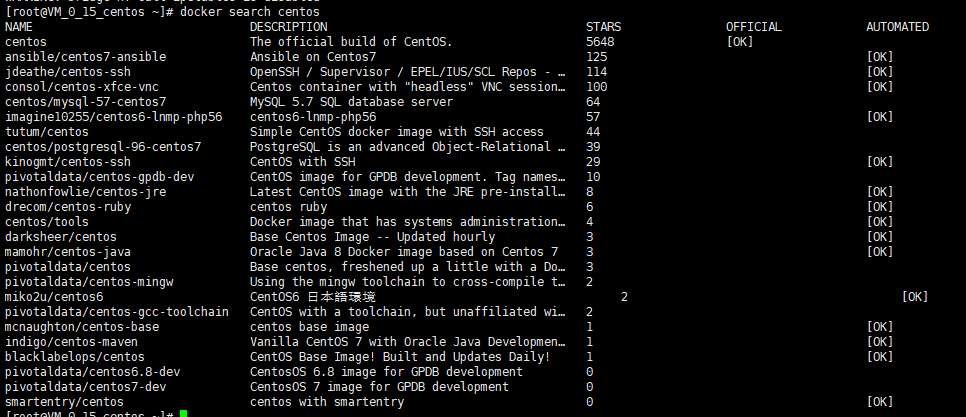 [root@VM_0_15_centos ~]# docker search centos
NAME DESCRIPTION STARS OFFICIAL AUTOMATED
centos The official build of CentOS. 5648 [OK]
ansible/centos7-ansible Ansible on Centos7 125 [OK]
jdeathe/centos-ssh OpenSSH / Supervisor / EPEL/IUS/SCL Repos - … 114 [OK]
consol/centos-xfce-vnc Centos container with "headless" VNC session… 100 [OK]
centos/mysql-57-centos7 MySQL 5.7 SQL database server 64
imagine10255/centos6-lnmp-php56 centos6-lnmp-php56 57 [OK]
tutum/centos Simple CentOS docker image with SSH access 44
centos/postgresql-96-centos7 PostgreSQL is an advanced Object-Relational … 39
kinogmt/centos-ssh CentOS with SSH 29 [OK]
pivotaldata/centos-gpdb-dev CentOS image for GPDB development. Tag names… 10
nathonfowlie/centos-jre Latest CentOS image with the JRE pre-install… 8 [OK]
drecom/centos-ruby centos ruby 6 [OK]
centos/tools Docker image that has systems administration… 4 [OK]
darksheer/centos Base Centos Image -- Updated hourly 3 [OK]
mamohr/centos-java Oracle Java 8 Docker image based on Centos 7 3 [OK]
pivotaldata/centos Base centos, freshened up a little with a Do… 3
pivotaldata/centos-mingw Using the mingw toolchain to cross-compile t… 2
miko2u/centos6 CentOS6 日本語環境 2 [OK]
pivotaldata/centos-gcc-toolchain CentOS with a toolchain, but unaffiliated wi… 2
mcnaughton/centos-base centos base image 1 [OK]
indigo/centos-maven Vanilla CentOS 7 with Oracle Java Developmen… 1 [OK]
blacklabelops/centos CentOS Base Image! Built and Updates Daily! 1 [OK]
pivotaldata/centos6.8-dev CentosOS 6.8 image for GPDB development 0
pivotaldata/centos7-dev CentosOS 7 image for GPDB development 0
smartentry/centos centos with smartentry 0 [OK]
[root@VM_0_15_centos ~]#